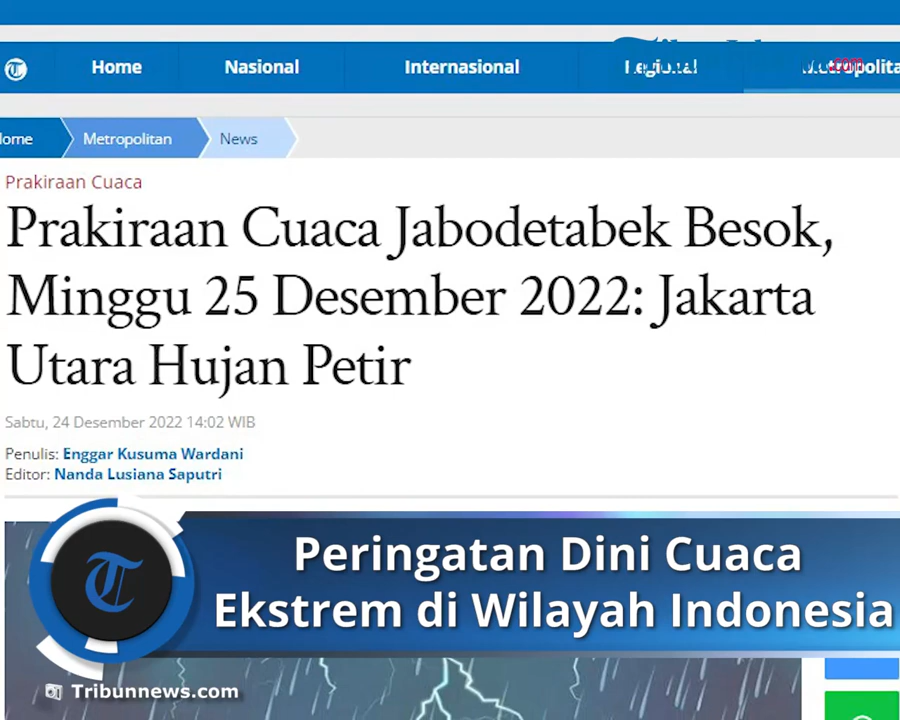 Home Nasional Internasional Regional
Metropolitan News
Prakiraan Cuaca
Prakiraan Cuaca Jabodetabek Besok,
Minggu 25 Desember 2022: Jakarta
Utara Hujan Petir
Sabtu, 24 Desember 2022 14:02 WIB
Penulis: Enggar Kusuma Wardani
Editor: Nanda Lusiana Saputri
Peringatan Dini Cuaca
Ekstrem di Wilayah Indonesia
Tribunnews.com